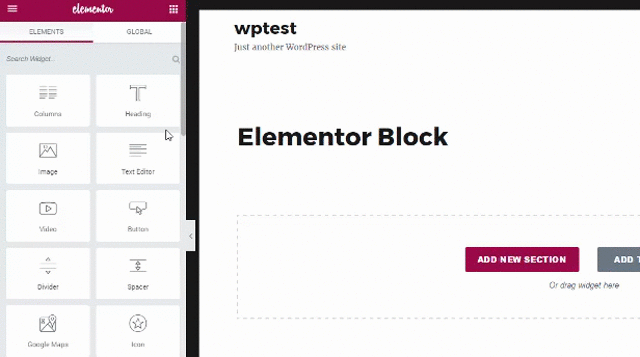 elementor
ELEMENTS GLOBAL
Search Widget...
Columns Heading
Image Text Editor
Video Button
Divider Spacer
Google Maps Icon
wptest
Just another WordPress site
Elementor Block
ADD NEW SECTION ADD T
Or drag widget here